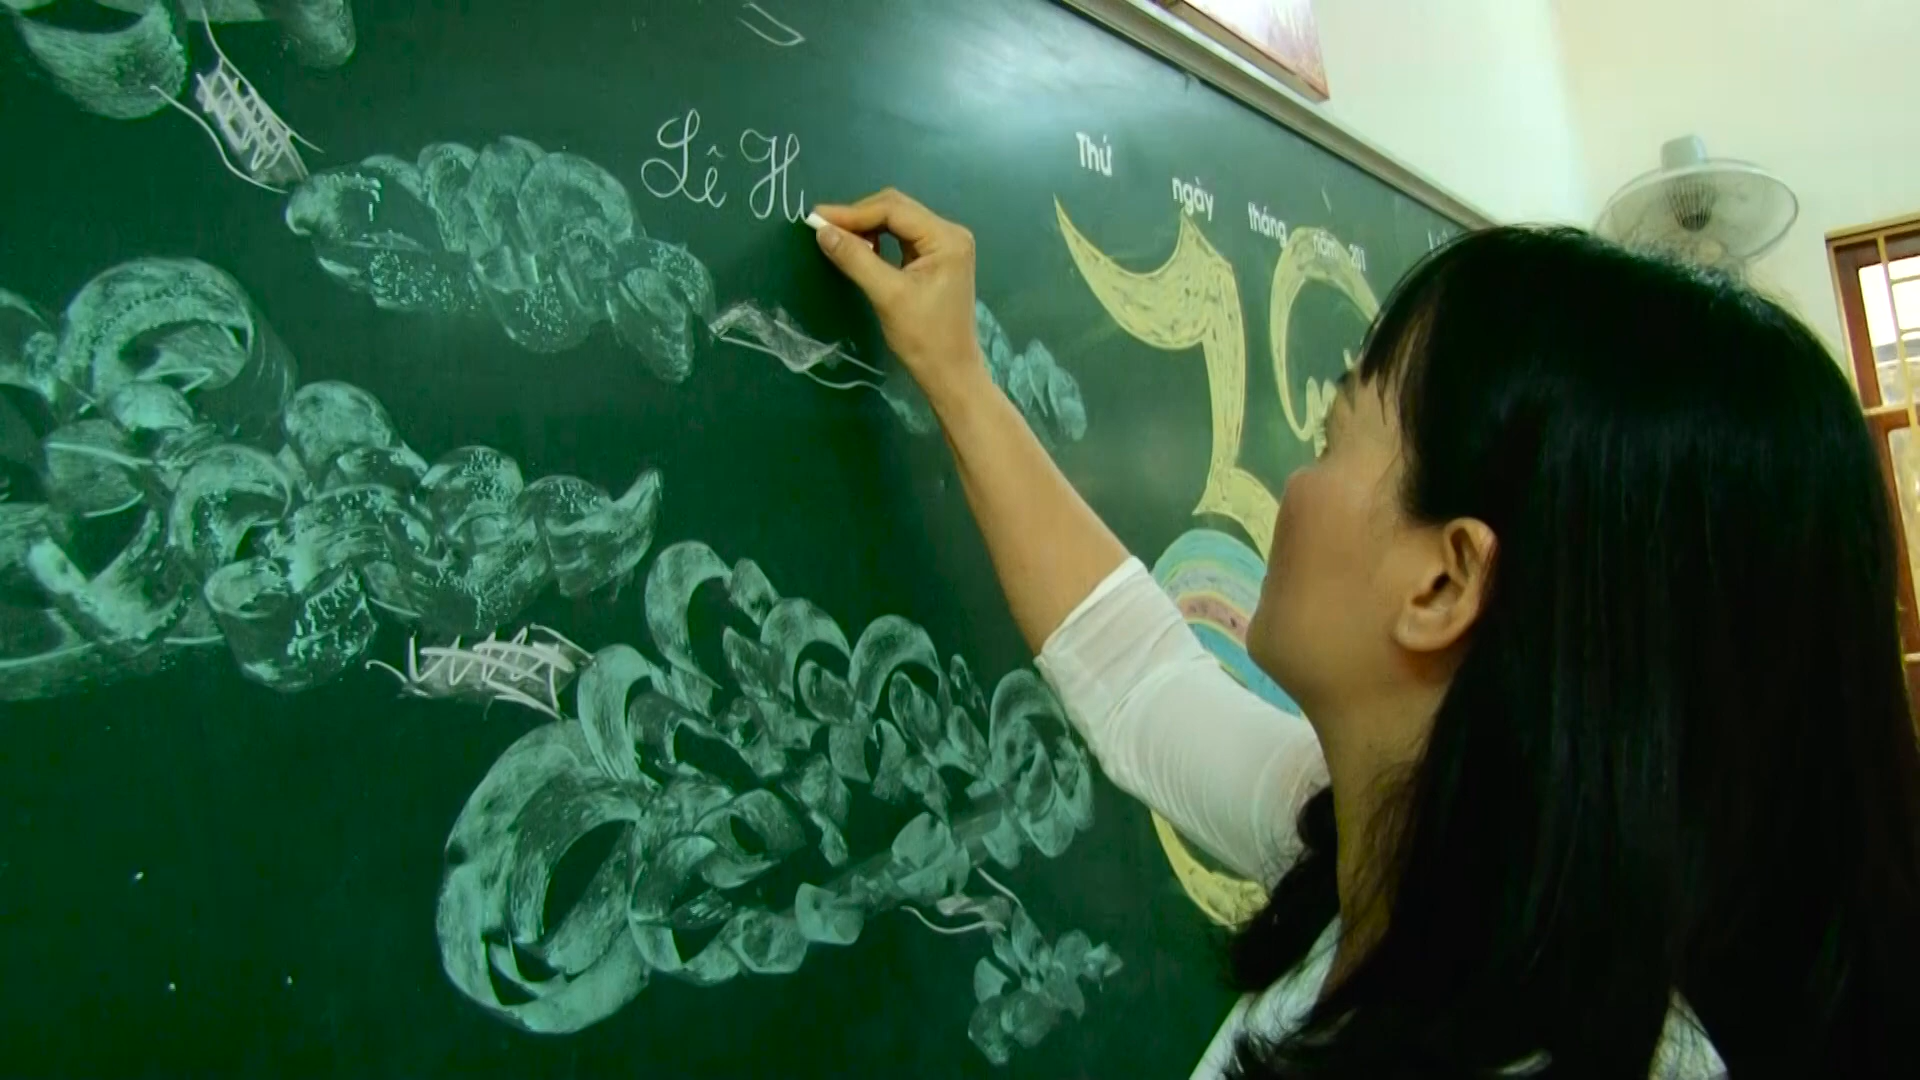 Lê Hu
Thứ
ngày
tháng
năm 201